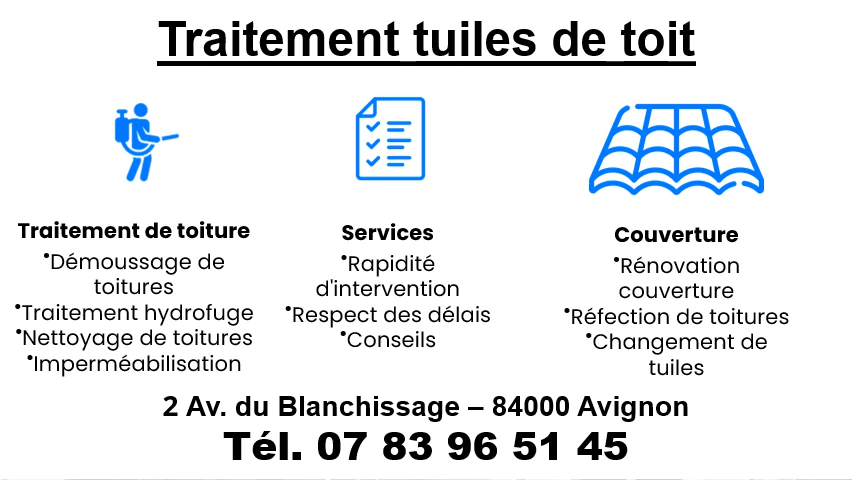 Traitement tuiles de toit
Traitement de toiture
•Démoussage de
toitures
•Traitement hydrofuge
•Nettoyage de toitures
•Imperméabilisation
Services
•Rapidité
d'intervention
•Respect des délais
•Conseils
Couverture
•Rénovation
couverture
•Réfection de toitures
•Changement de
tuiles
2 Av. du Blanchissage – 84000 Avignon
Tél. 07 83 96 51 45